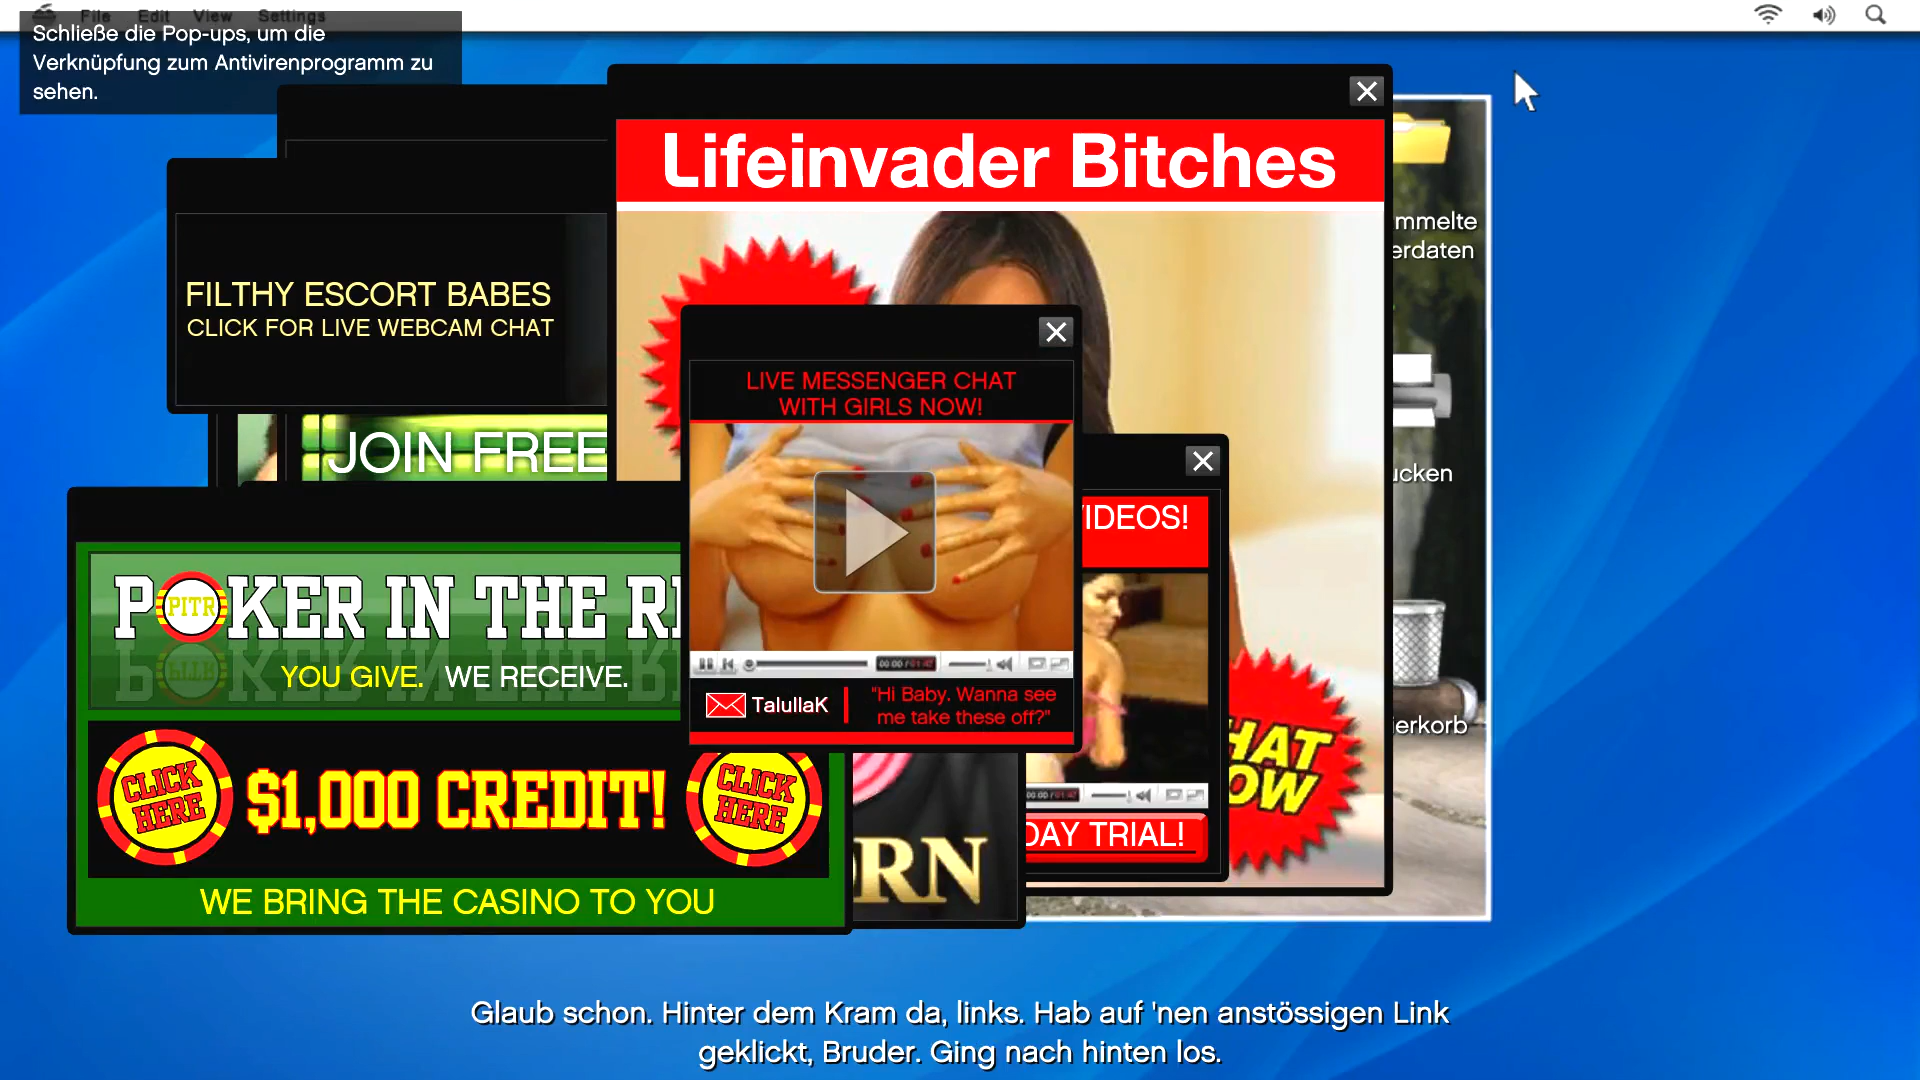 File Edit View Settings
Schließe die Pop-ups, um die
Verknüpfung zum Antivirenprogramm zu
sehen.
Lifeinvader Bitches
mmelte
erdaten
FILTHY ESCORT BABES
CLICK FOR LIVE WEBCAM CHAT
LIVE MESSENGER CHAT
WITH GIRLS NOW!
JOIN FREE
ucken
IDEOS!
POKER IN THE R
PITR
YOU GIVE. WE RECEIVE.
TalullaK
"Hi Baby. Wanna see
me take these off?"
ierkorb
HAT
OW
CLICK
HERE
$1,000 CREDIT!
CLICK
HERE
DAY TRIAL!
RN
WE BRING THE CASINO TO YOU
Glaub schon. Hinter dem Kram da, links. Hab auf 'nen anstössigen Link
geklickt, Bruder. Ging nach hinten los.